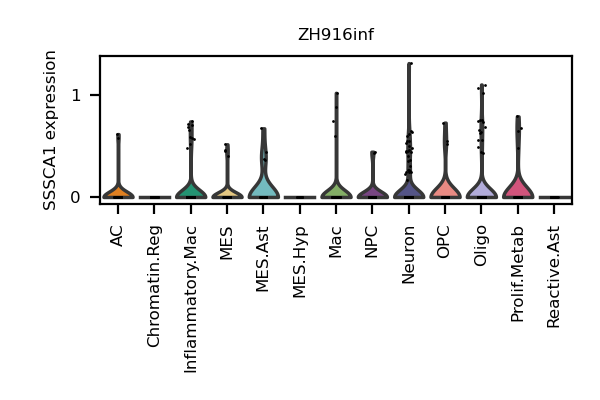 ZH916inf
SSSCA1 expression
1
0
AC
Chromatin.Reg
Inflammatory.Mac
MES
MES.Ast
MES.Hyp
Mac
NPC
Neuron
OPC
Oligo
Prolif.Metab
Reactive.Ast